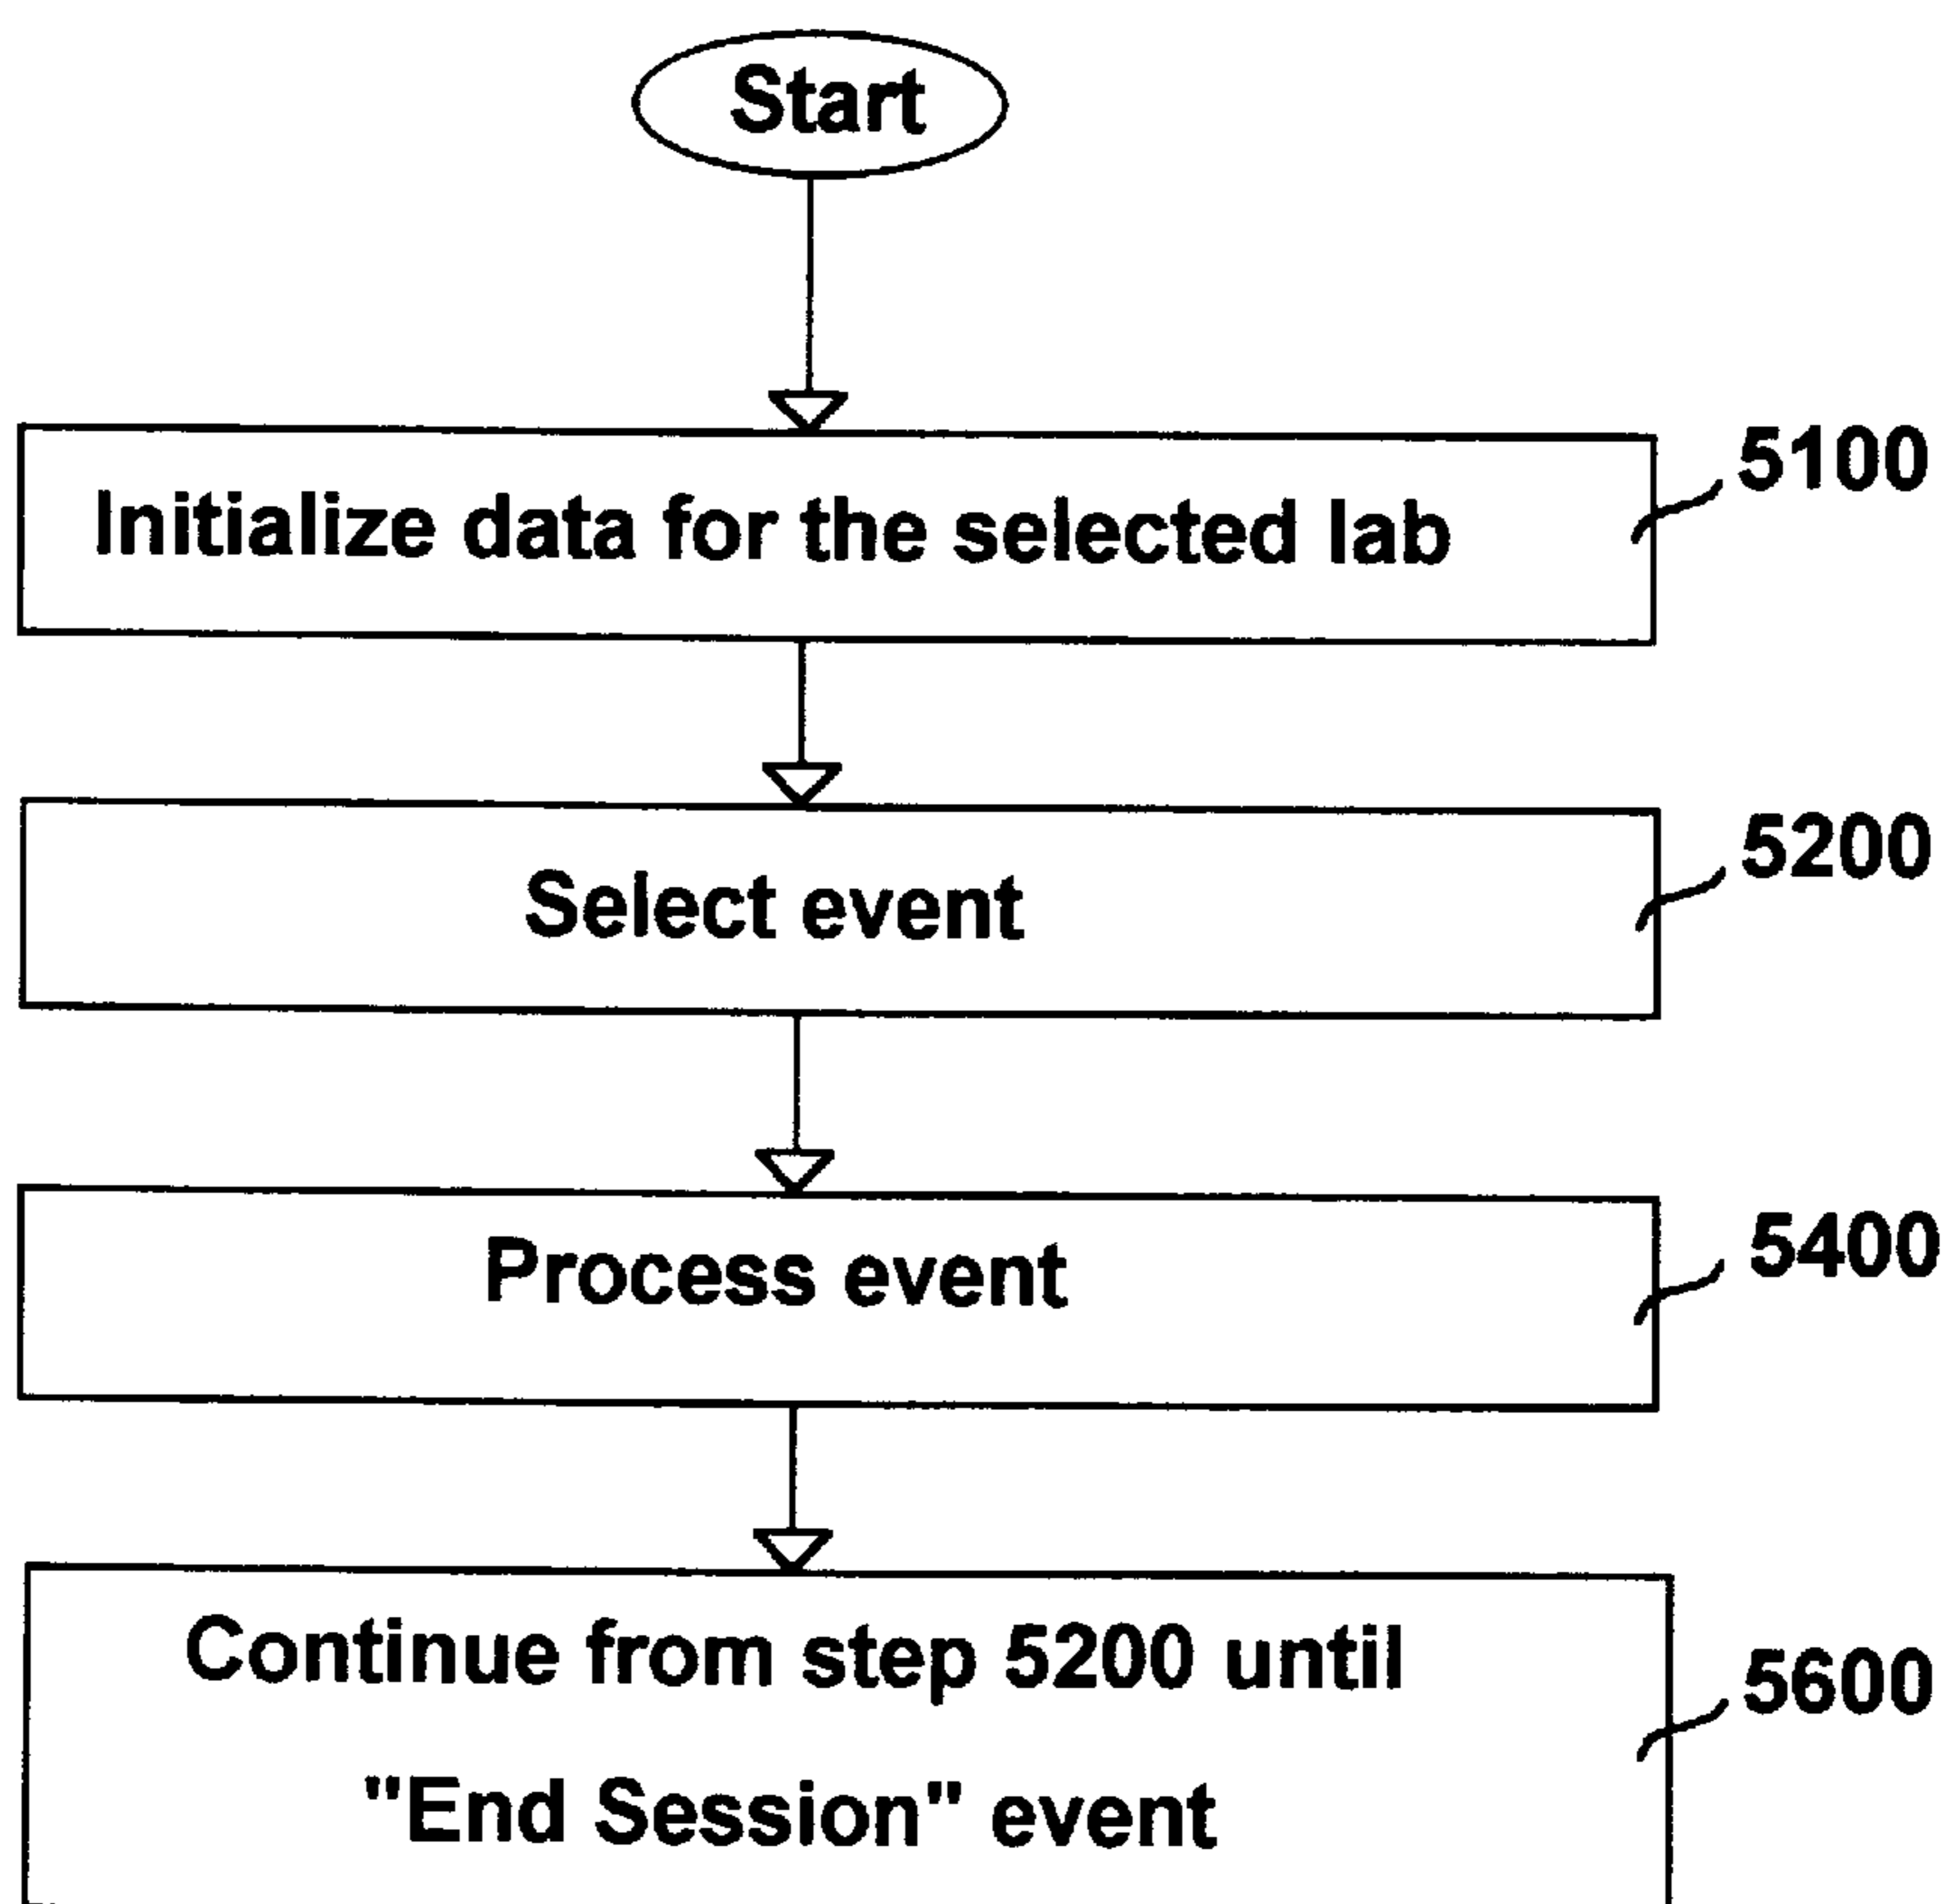 Start
Initialize data for the selected lab
5100
Select event
5200
Process event
5400
Continue from step 5200 until
"End Session" event
5600